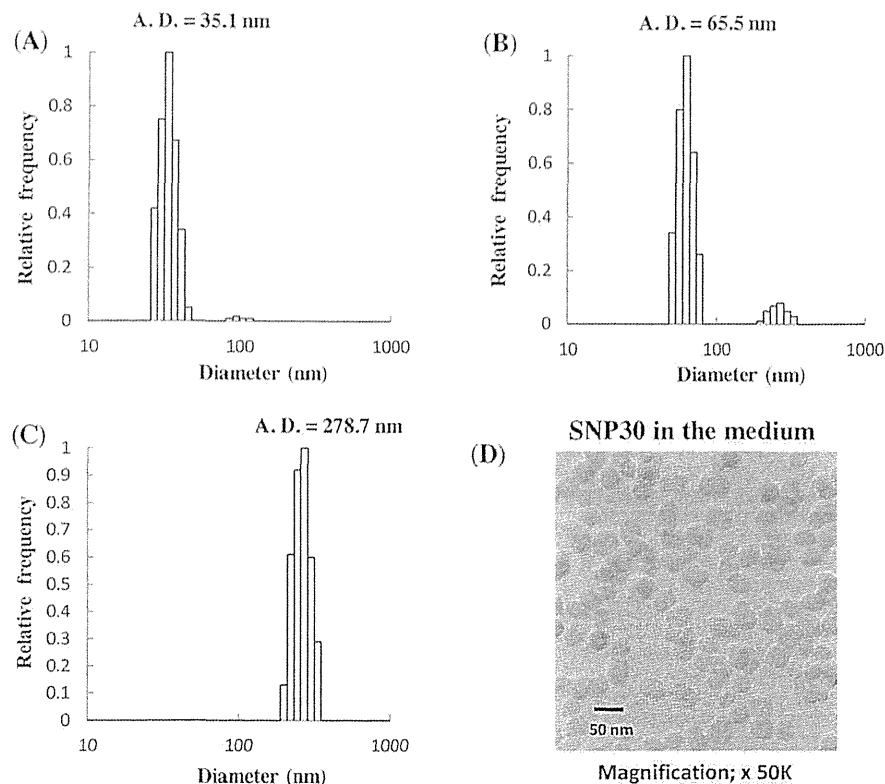 (A)
A. D. = 35.1 nm
Relative frequency
1
0.8
0.6
0.4
0.2
0
10
100
1000
Diameter (nm)
(B)
A. D. = 65.5 nm
Relative frequency
1
0.8
0.6
0.4
0.2
0
10
100
1000
Diameter (nm)
(C)
A. D. = 278.7 nm
Relative frequency
1
0.9
0.8
0.7
0.6
0.5
0.4
0.3
0.2
0.1
0
10
100
1000
Diameter (nm)
(D)
SNP30 in the medium
50 nm
Magnification; x 50K